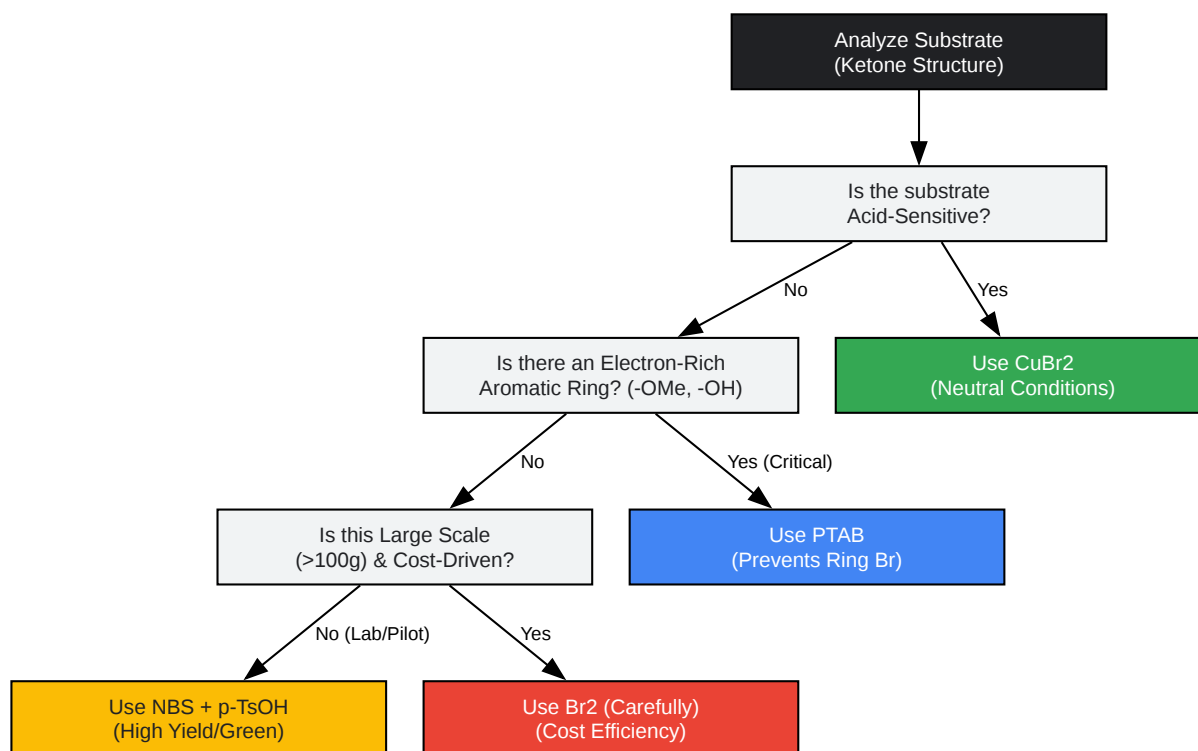 Analyze Substrate
(Ketone Structure)
Is the substrate
Acid-Sensitive?
No
Yes
Is there an Electron-Rich
Aromatic Ring? (-OMe, -OH)
Use CuBr2
(Neutral Conditions)
No
Yes (Critical)
Is this Large Scale
(>100g) & Cost-Driven?
Use PTAB
(Prevents Ring Br)
No (Lab/Pilot)
Yes
Use NBS + p-TsOH
(High Yield/Green)
Use Br2 (Carefully)
(Cost Efficiency)